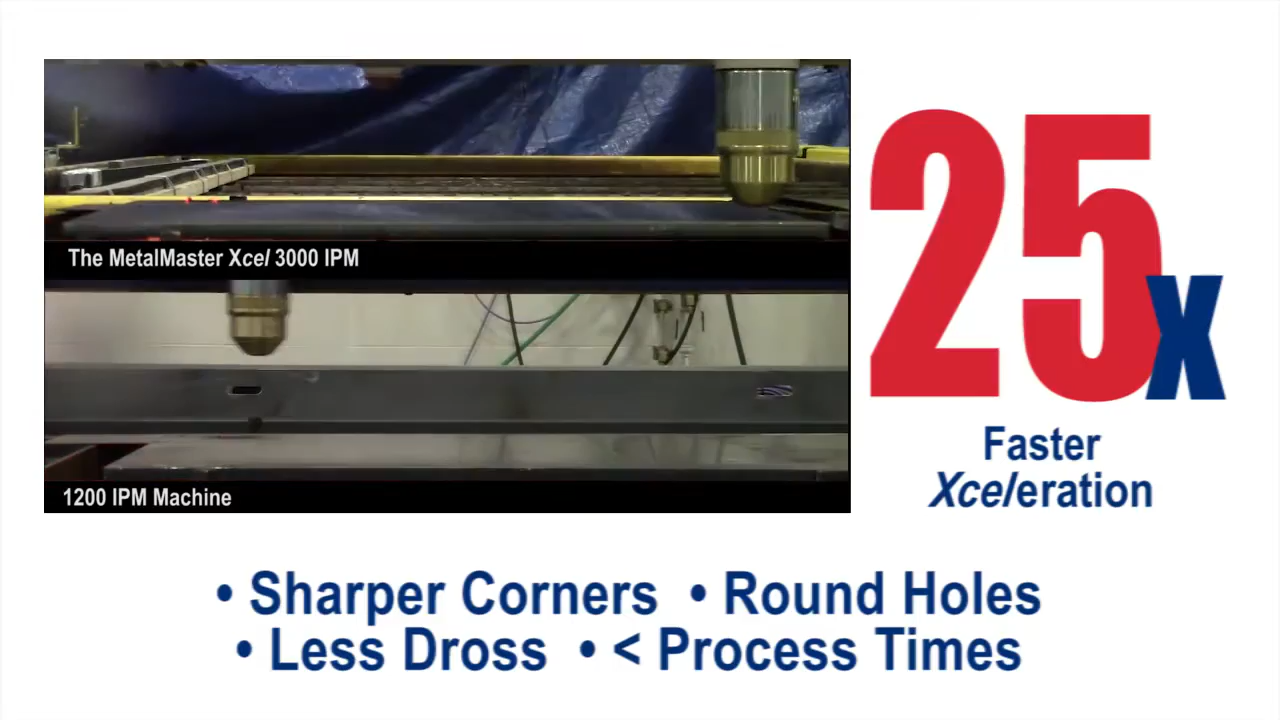 The MetalMaster Xcel 3000 IPM
1200 IPM Machine
25x
Faster
Xceleration
• Sharper Corners • Round Holes
• Less Dross • < Process Times